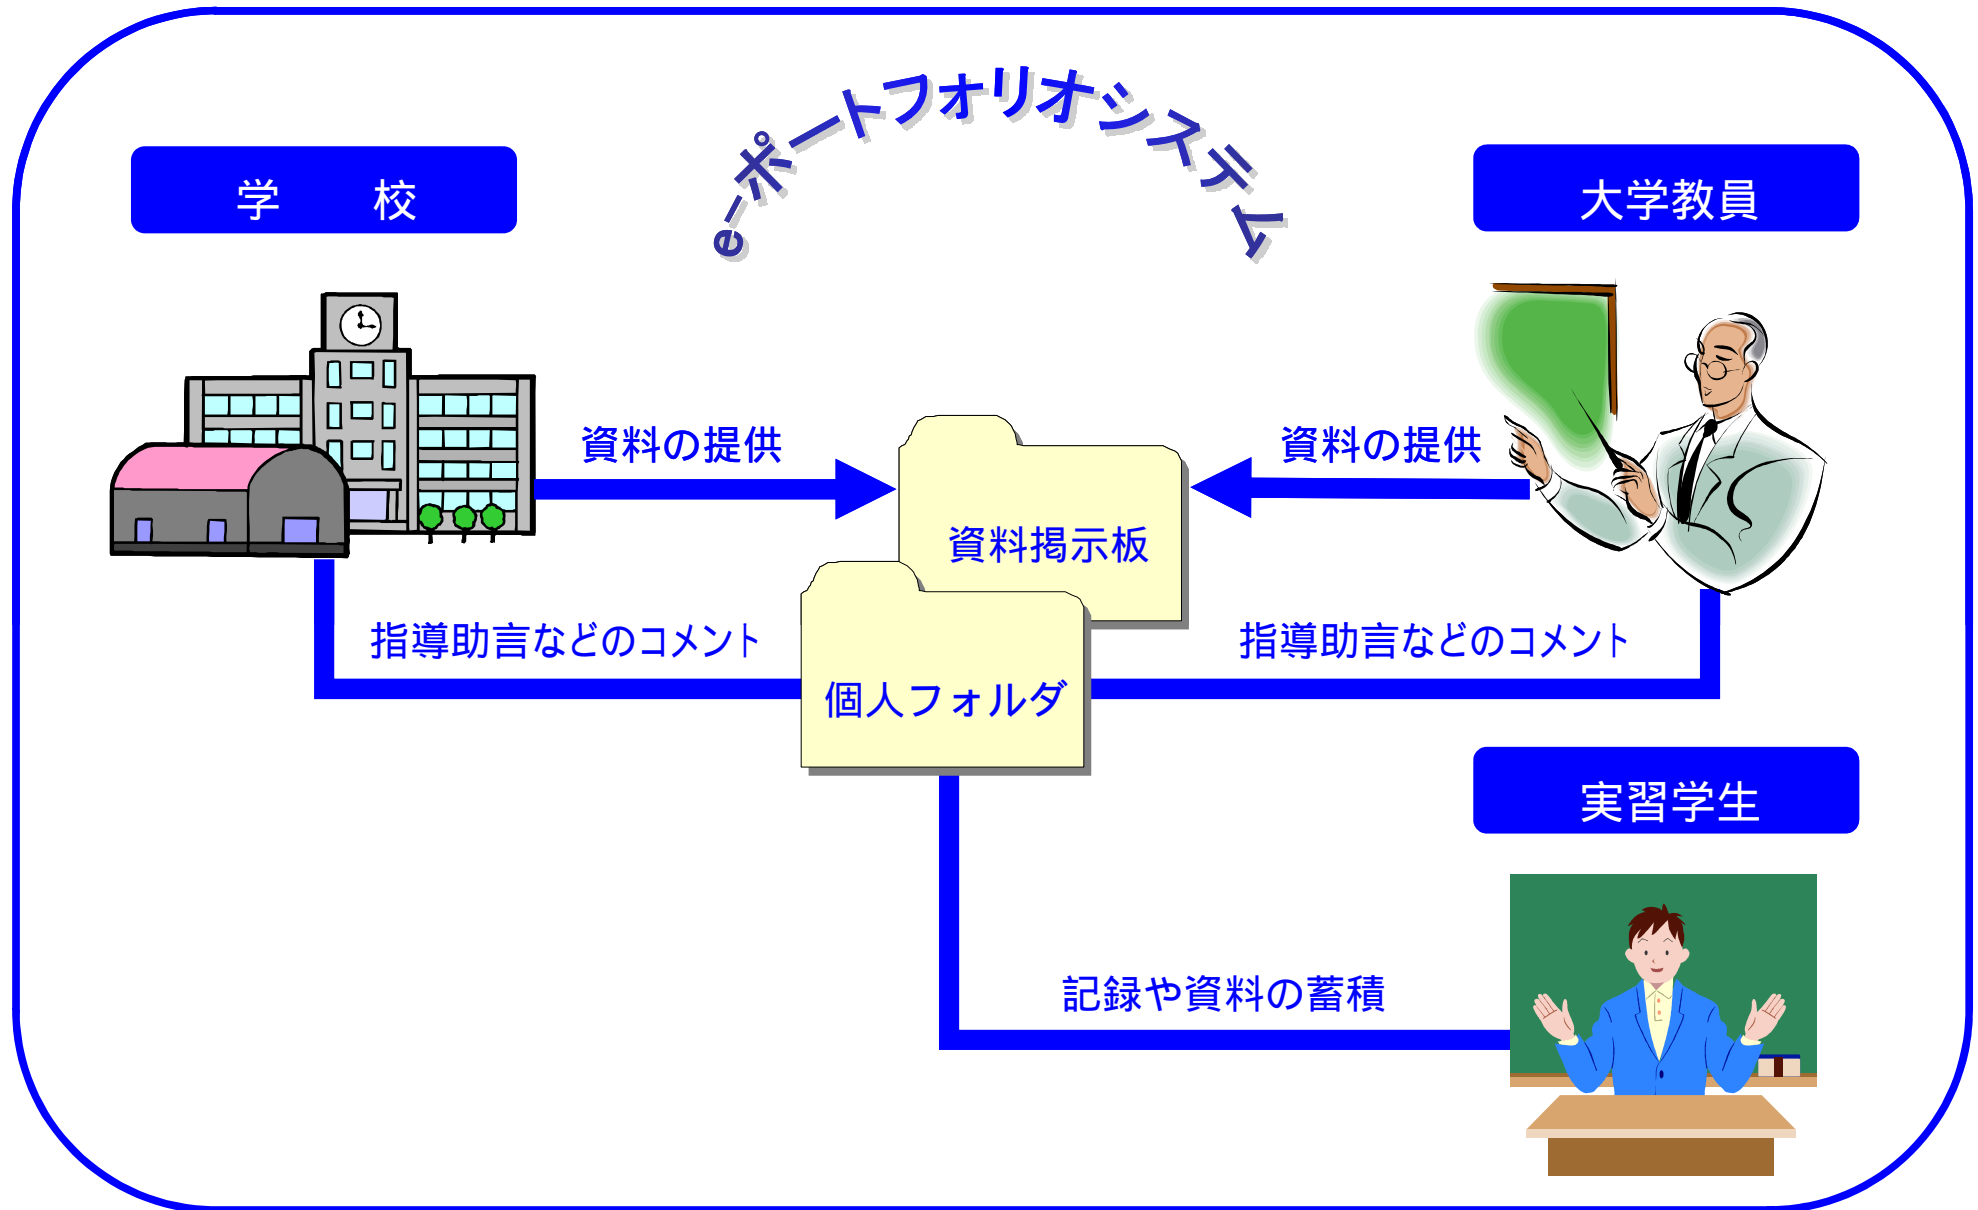 e-ポートフォリオシステム
学　　校
大学教員
資料の提供
資料の提供
資料掲示板
指導助言などのコメント
指導助言などのコメント
個人フォルダ
実習学生
記録や資料の蓄積